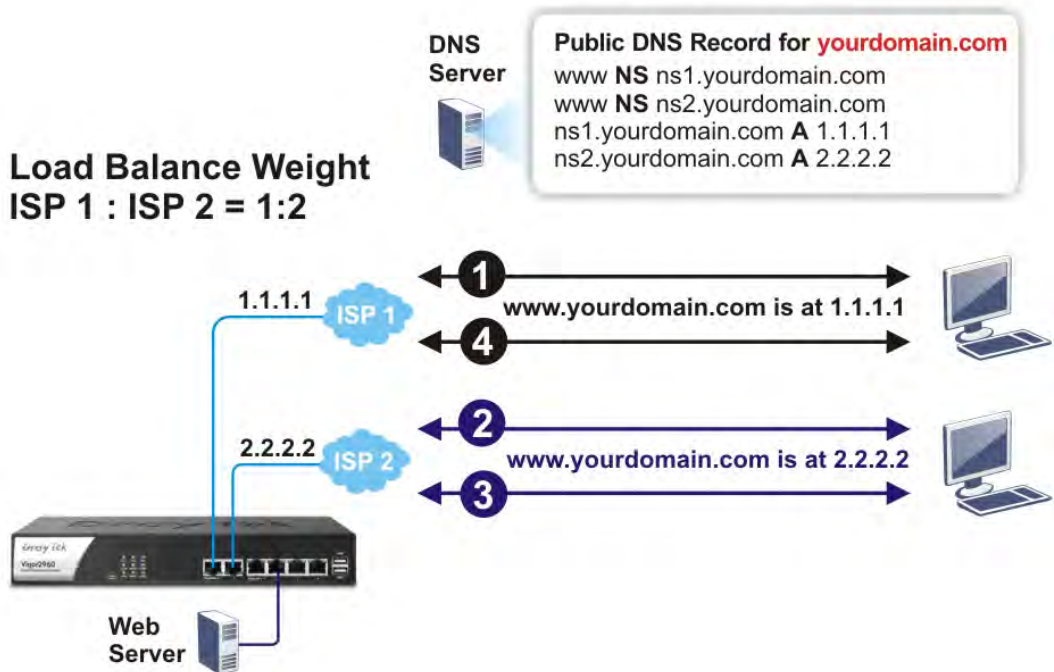 DNS
Server
Public DNS Record for yourdomain.com
www NS ns1.yourdomain.com
www NS ns2.yourdomain.com
ns1.yourdomain.com A 1.1.1.1
ns2.yourdomain.com A 2.2.2.2
Load Balance Weight
ISP 1 : ISP 2 = 1:2
1
1.1.1.1
ISP 1
www.yourdomain.com is at 1.1.1.1
4
2
2.2.2.2
ISP 2
www.yourdomain.com is at 2.2.2.2
3
Vigor2960
Web
Server